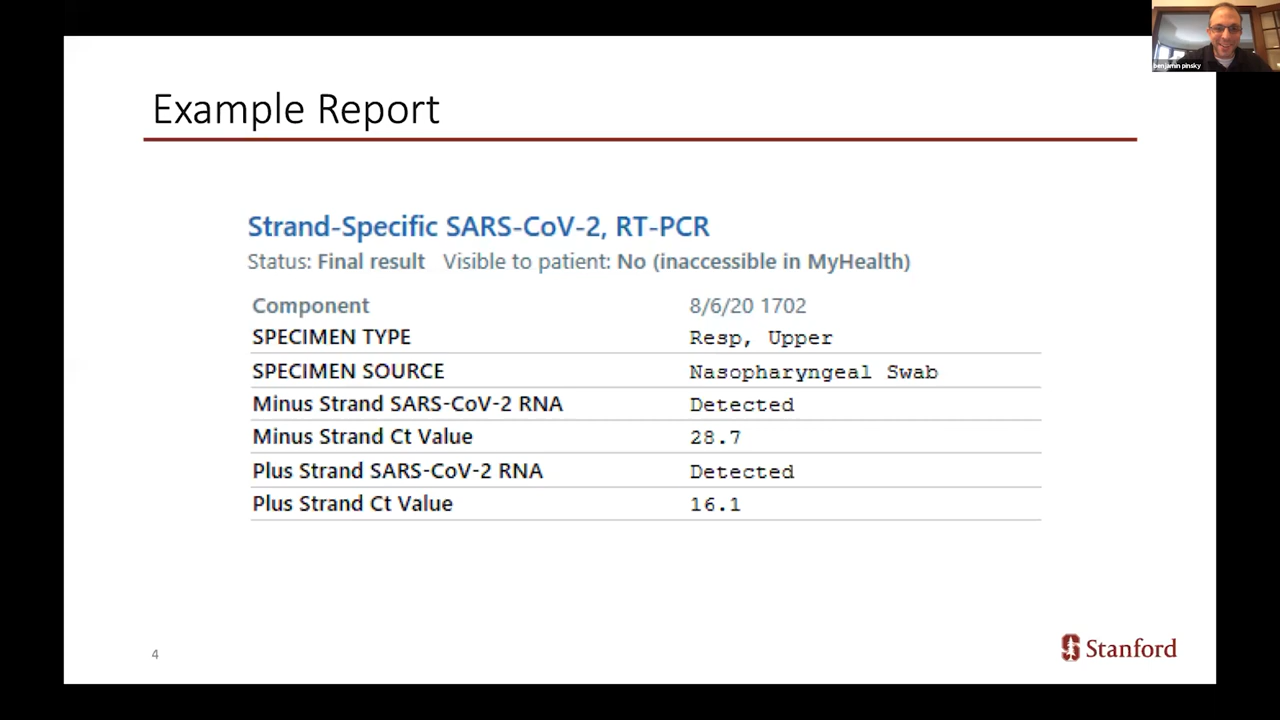 benjamin pinsky
Example Report
Strand-Specific SARS-CoV-2, RT-PCR
Status: Final result Visible to patient: No (inaccessible in MyHealth)
Component 8/6/20 1702
SPECIMEN TYPE Resp, Upper
SPECIMEN SOURCE Nasopharyngeal Swab
Minus Strand SARS-CoV-2 RNA Detected
Minus Strand Ct Value 28.7
Plus Strand SARS-CoV-2 RNA Detected
Plus Strand Ct Value 16.1
4
Stanford